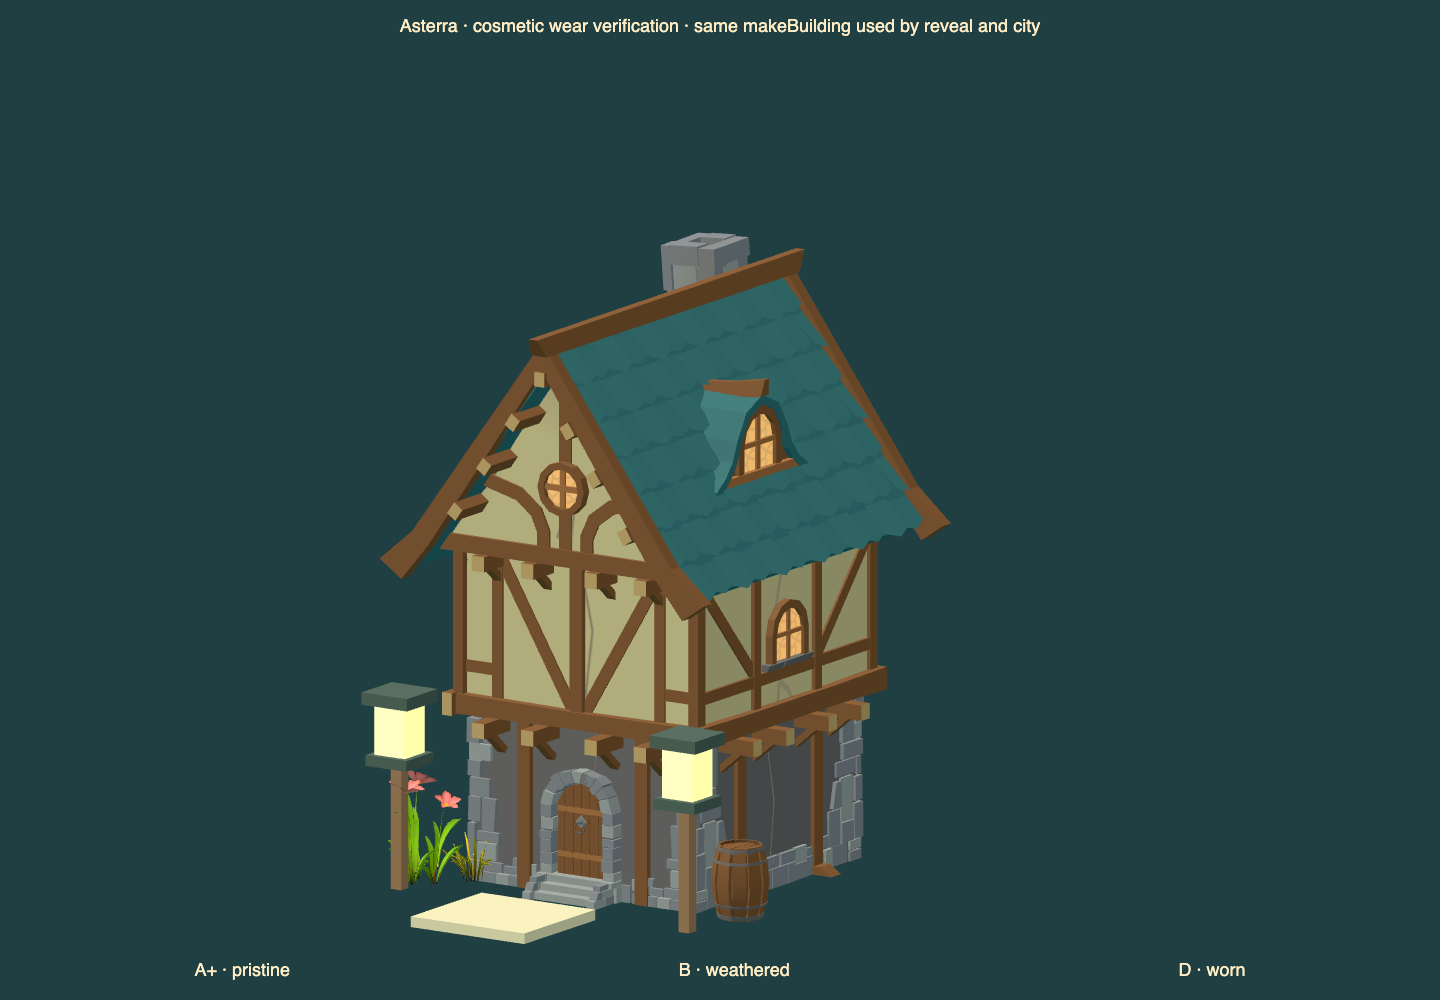 Asterra · cosmetic wear verification · same makeBuilding used by reveal and city
A+ · pristine
B · weathered
D · worn